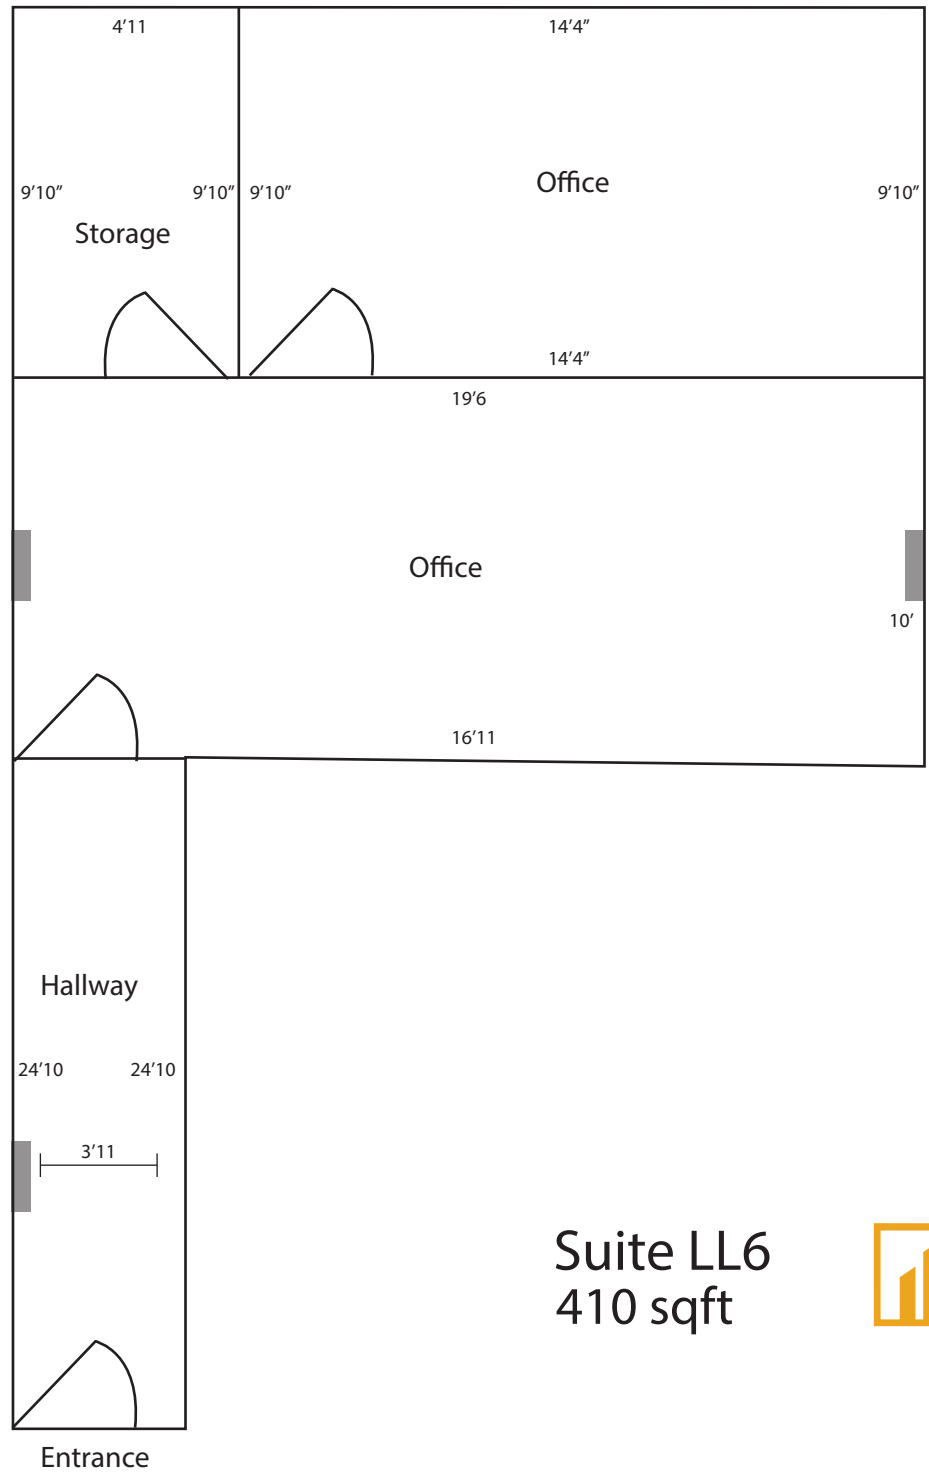 4’11
14’4”
9’10”
9’10”
9’10”
Office
9’10”
Storage
14’4”
19’6
Office
10’
16’11
Hallway
24’10
24’10
3’11
Suite LL6
410 sqft
Entrance